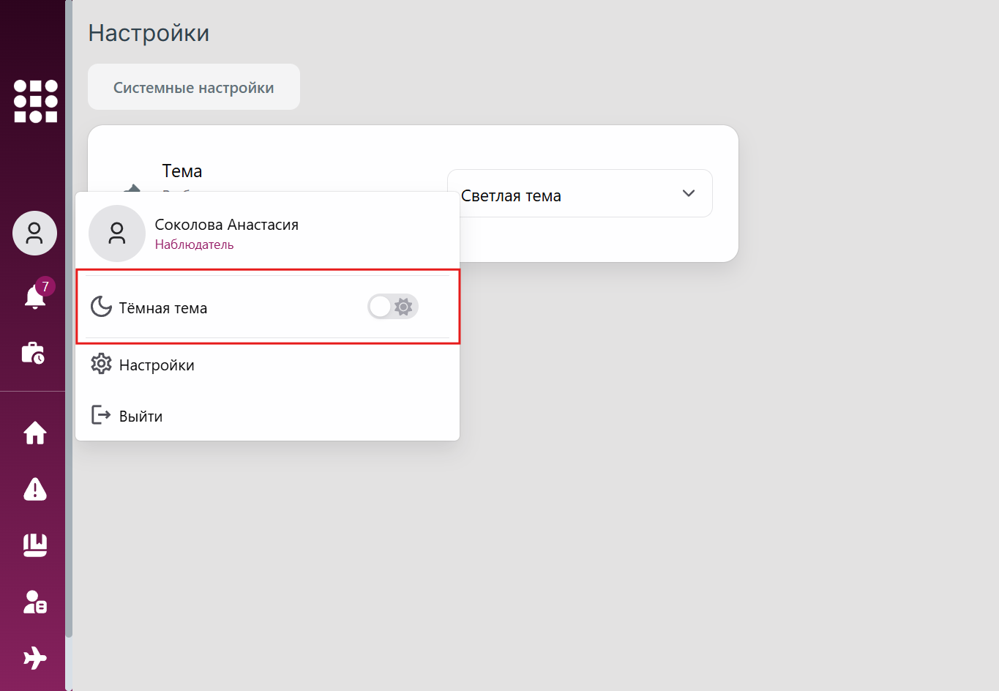 Настройки
Системные настройки
Тема
Светлая тема
Соколова Анастасия
Наблюдатель
7
Тёмная тема
Настройки
Выйти